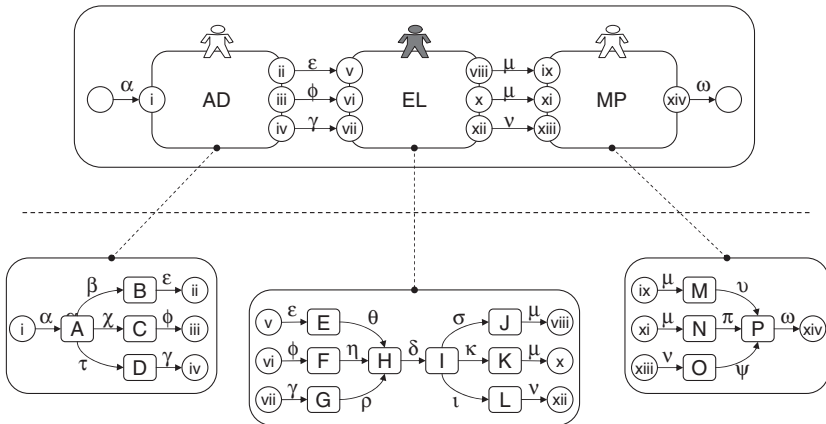 ii ε v viii μ ix
α i AD iii φ vi EL x μ xi MP xiv ω
iv γ vii xii ν xiii
β B ε ii
i α A χ C φ iii
τ D γ iv
v ε E θ σ J μ viii
vi φ F η H δ I κ K μ x
vii γ G ρ ι L ν xii
ix μ M υ
xi μ N π P ω xiv
xiii ν O ψ